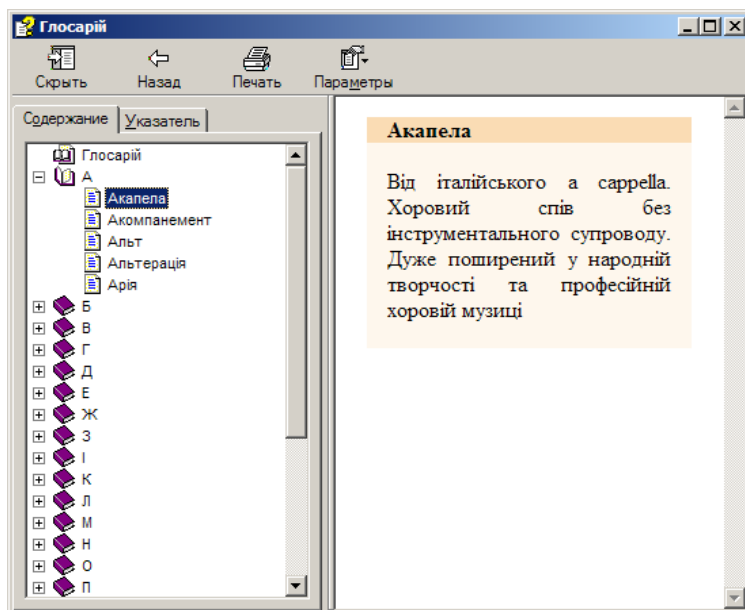 Глосарій
Скрыть Назад Печать Параметры
Содержание Указатель
Глосарій
А
Акапела
Акомпанемент
Альт
Альтерація
Арія
Б
В
Г
Д
Е
Ж
З
І
К
Л
М
Н
О
П
Акапела
Від італійського a cappella.
Хоровий спів без
інструментального супроводу.
Дуже поширений у народній
творчості та професійній
хоровій музиці